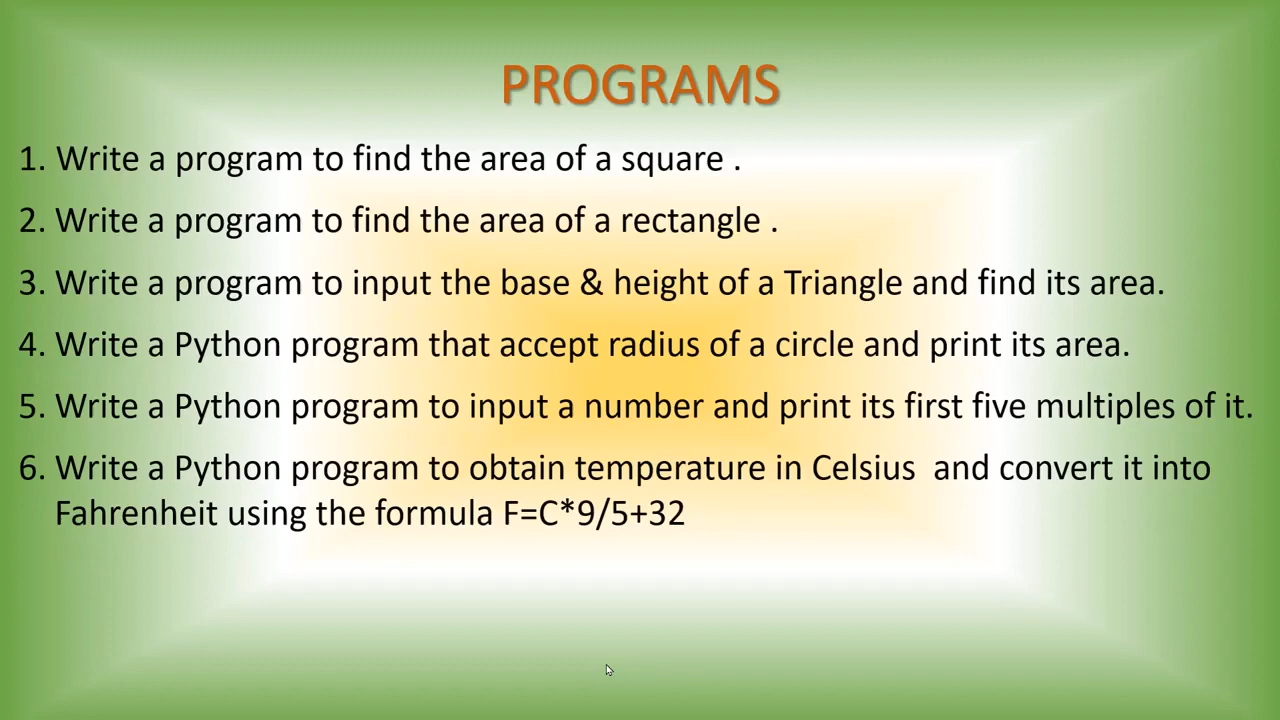 PROGRAMS
1. Write a program to find the area of a square .
2. Write a program to find the area of a rectangle .
3. Write a program to input the base & height of a Triangle and find its area.
4. Write a Python program that accept radius of a circle and print its area.
5. Write a Python program to input a number and print its first five multiples of it.
6. Write a Python program to obtain temperature in Celsius  and convert it into
Fahrenheit using the formula F=C*9/5+32